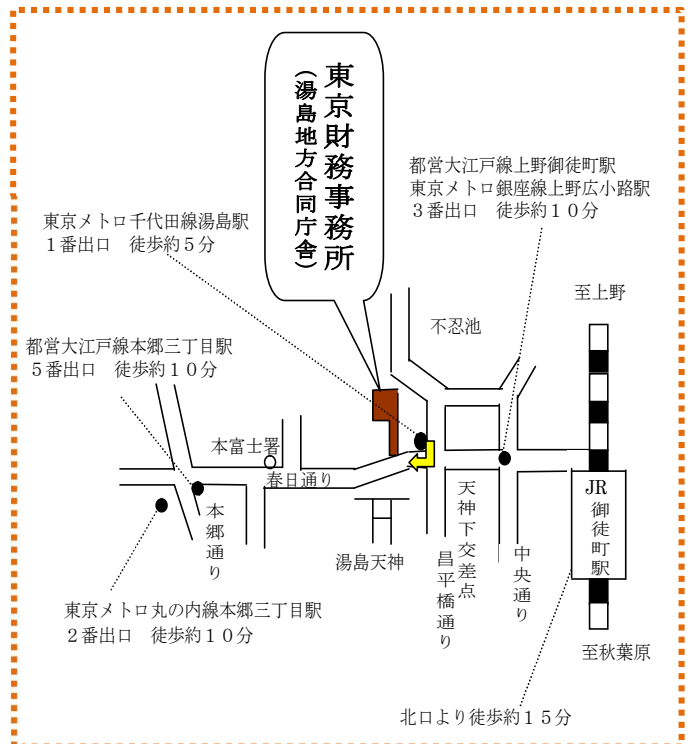 東京財務事務所
（湯島地方合同庁舎）
都営大江戸線上野御徒町駅
東京メトロ銀座線上野広小路駅
３番出口　徒歩約１０分
東京メトロ千代田線湯島駅
１番出口　徒歩約５分
至上野
不忍池
都営大江戸線本郷三丁目駅
５番出口　徒歩約１０分
本富士署
春日通り
JR
御徒町駅
天神下交差点
本郷通り
中央通り
昌平橋通り
湯島天神
東京メトロ丸の内線本郷三丁目駅
２番出口　徒歩約１０分
至秋葉原
北口より徒歩約１５分